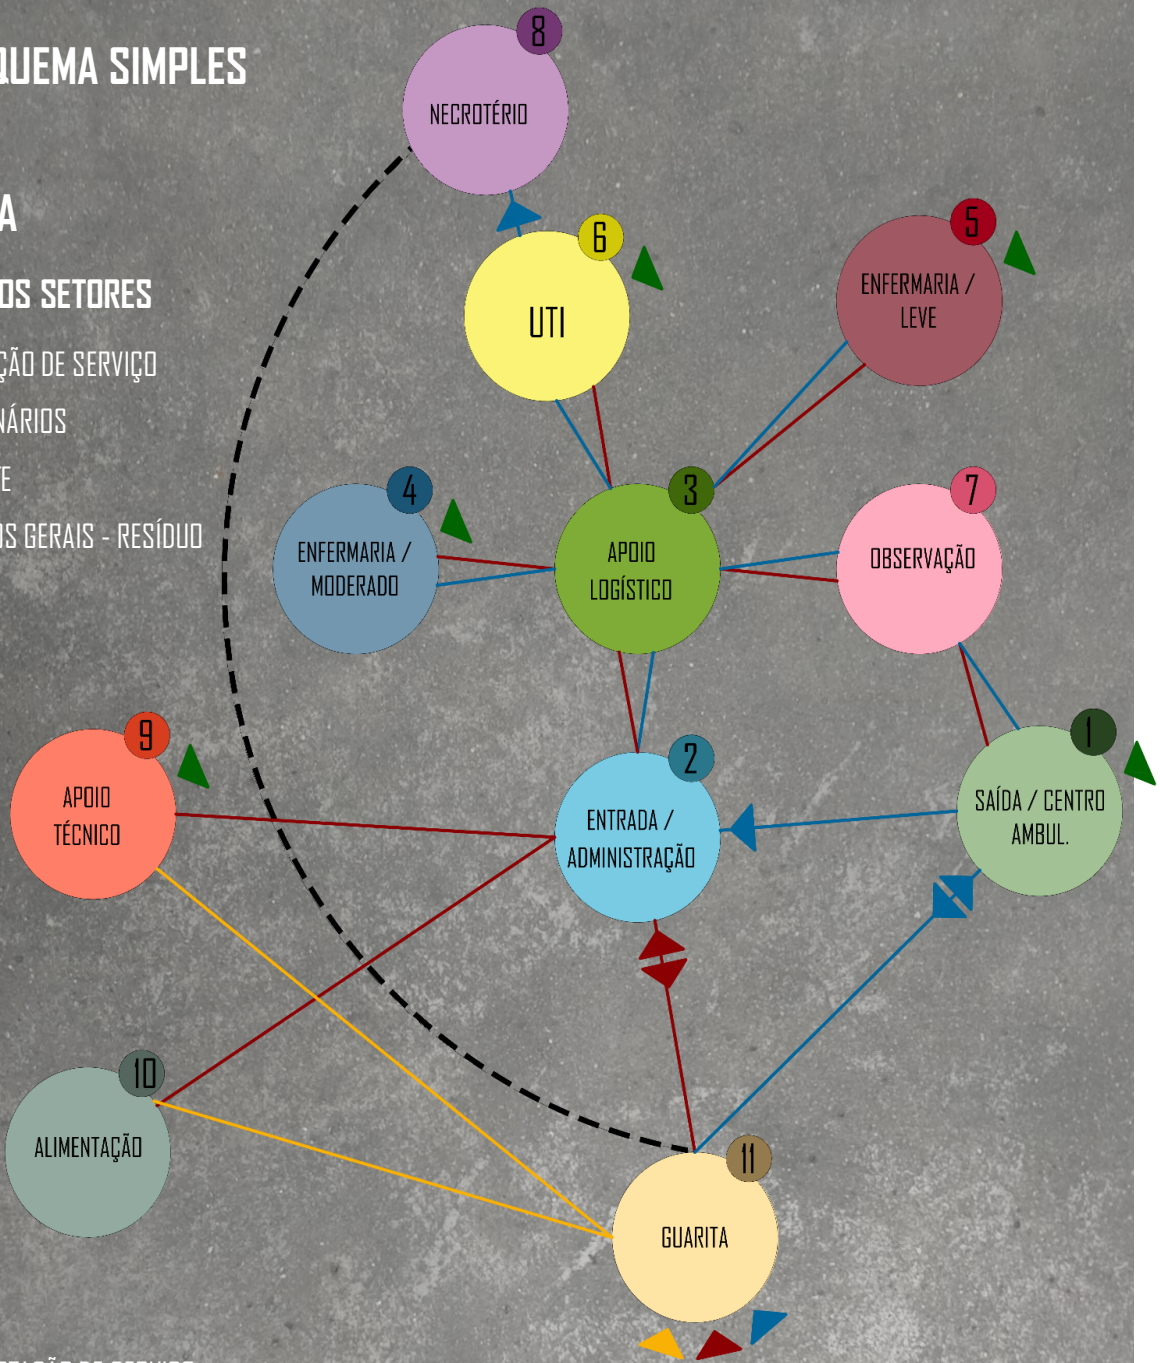 QUEMA SIMPLES
A
OS SETORES
ÇÃO DE SERVIÇO
NÁRIOS
TE
OS GERAIS - RESÍDUO
8
NECROTÉRIO
6
UTI
5
ENFERMARIA /
LEVE
4
ENFERMARIA /
MODERADO
3
APOIO
LOGÍSTICO
7
OBSERVAÇÃO
9
APOIO
TÉCNICO
2
ENTRADA /
ADMINISTRAÇÃO
1
SAÍDA / CENTRO
AMBUL.
10
ALIMENTAÇÃO
11
GUARITA